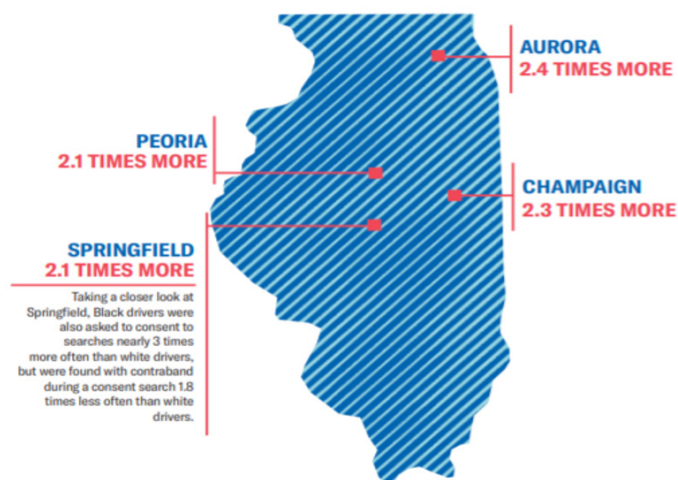 AURORA
2.4 TIMES MORE
PEORIA
2.1 TIMES MORE
CHAMPAIGN
2.3 TIMES MORE
SPRINGFIELD
2.1 TIMES MORE
Taking a closer look at
Springfield, Black drivers were
also asked to consent to
searches nearly 3 times
more often than white drivers,
but were found with contraband
during a consent search 1.8
times less often than white
drivers.